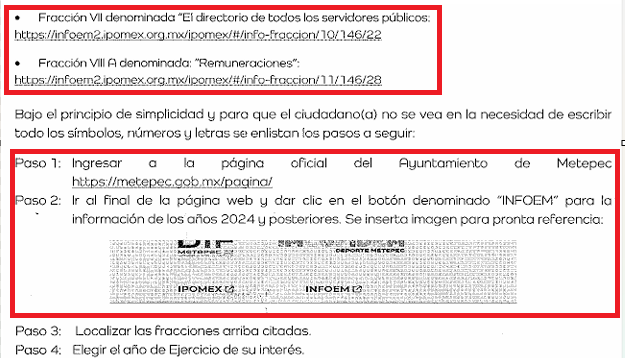 • Fracción VII denominada "El directorio de todos los servidores públicos:
https://infoem2.ipomex.org.mx/ipomex/#/info-fraccion/10/146/22
• Fracción VIII A denominada: "Remuneraciones":
https://infoem2.ipomex.org.mx/ipomex/#/info-fraccion/11/146/28
Bajo el principio de simplicidad y para que el ciudadano(a) no se vea en la necesidad de escribir
todo los símbolos, números y letras se enlistan los pasos a seguir:
Paso 1: Ingresar a la página oficial del Ayuntamiento de Metepec
https://metepec.gob.mx/pagina/
Paso 2: Ir al final de la página web y dar clic en el botón denominado "INFOEM" para la
información de los años 2024 y posteriores. Se inserta imagen para pronta referencia:
DIF
METEPEC
DEPORTE METEPEC
IPOMEX
INFOEM
Paso 3: Localizar las fracciones arriba citadas.
Paso 4: Elegir el año de Ejercicio de su interés.